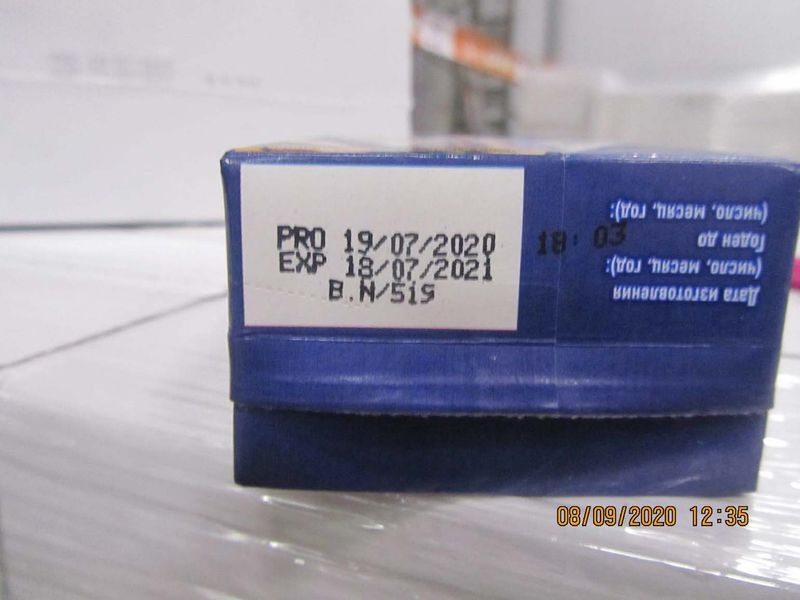 PRO 19/07/2020 18:03
EXP 18/07/2021
B.N/519
Дата изготовления
(число, месяц, год):
Годен до
(число, месяц, год):
08/09/2020 12:35